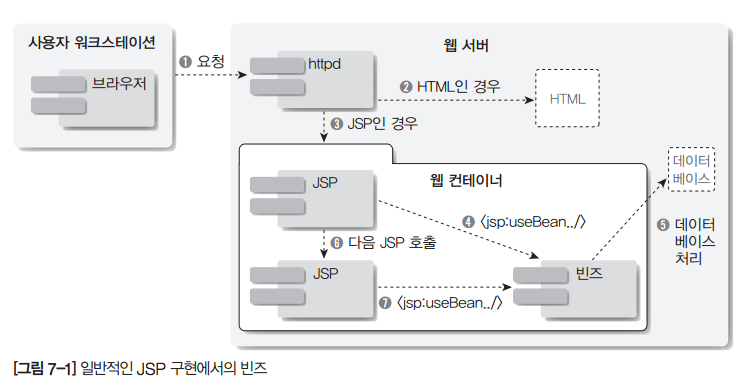 사용자 워크스테이션
브라우저
❶ 요청
웹 서버
httpd
❷ HTML인 경우
HTML
❸ JSP인 경우
웹 컨테이너
JSP
❹ 〈jsp:useBean../〉
데이터
베이스
❺ 데이터
베이스
처리
❻ 다음 JSP 호출
JSP
❼ 〈jsp:useBean../〉
빈즈
[그림 7-1] 일반적인 JSP 구현에서의 빈즈